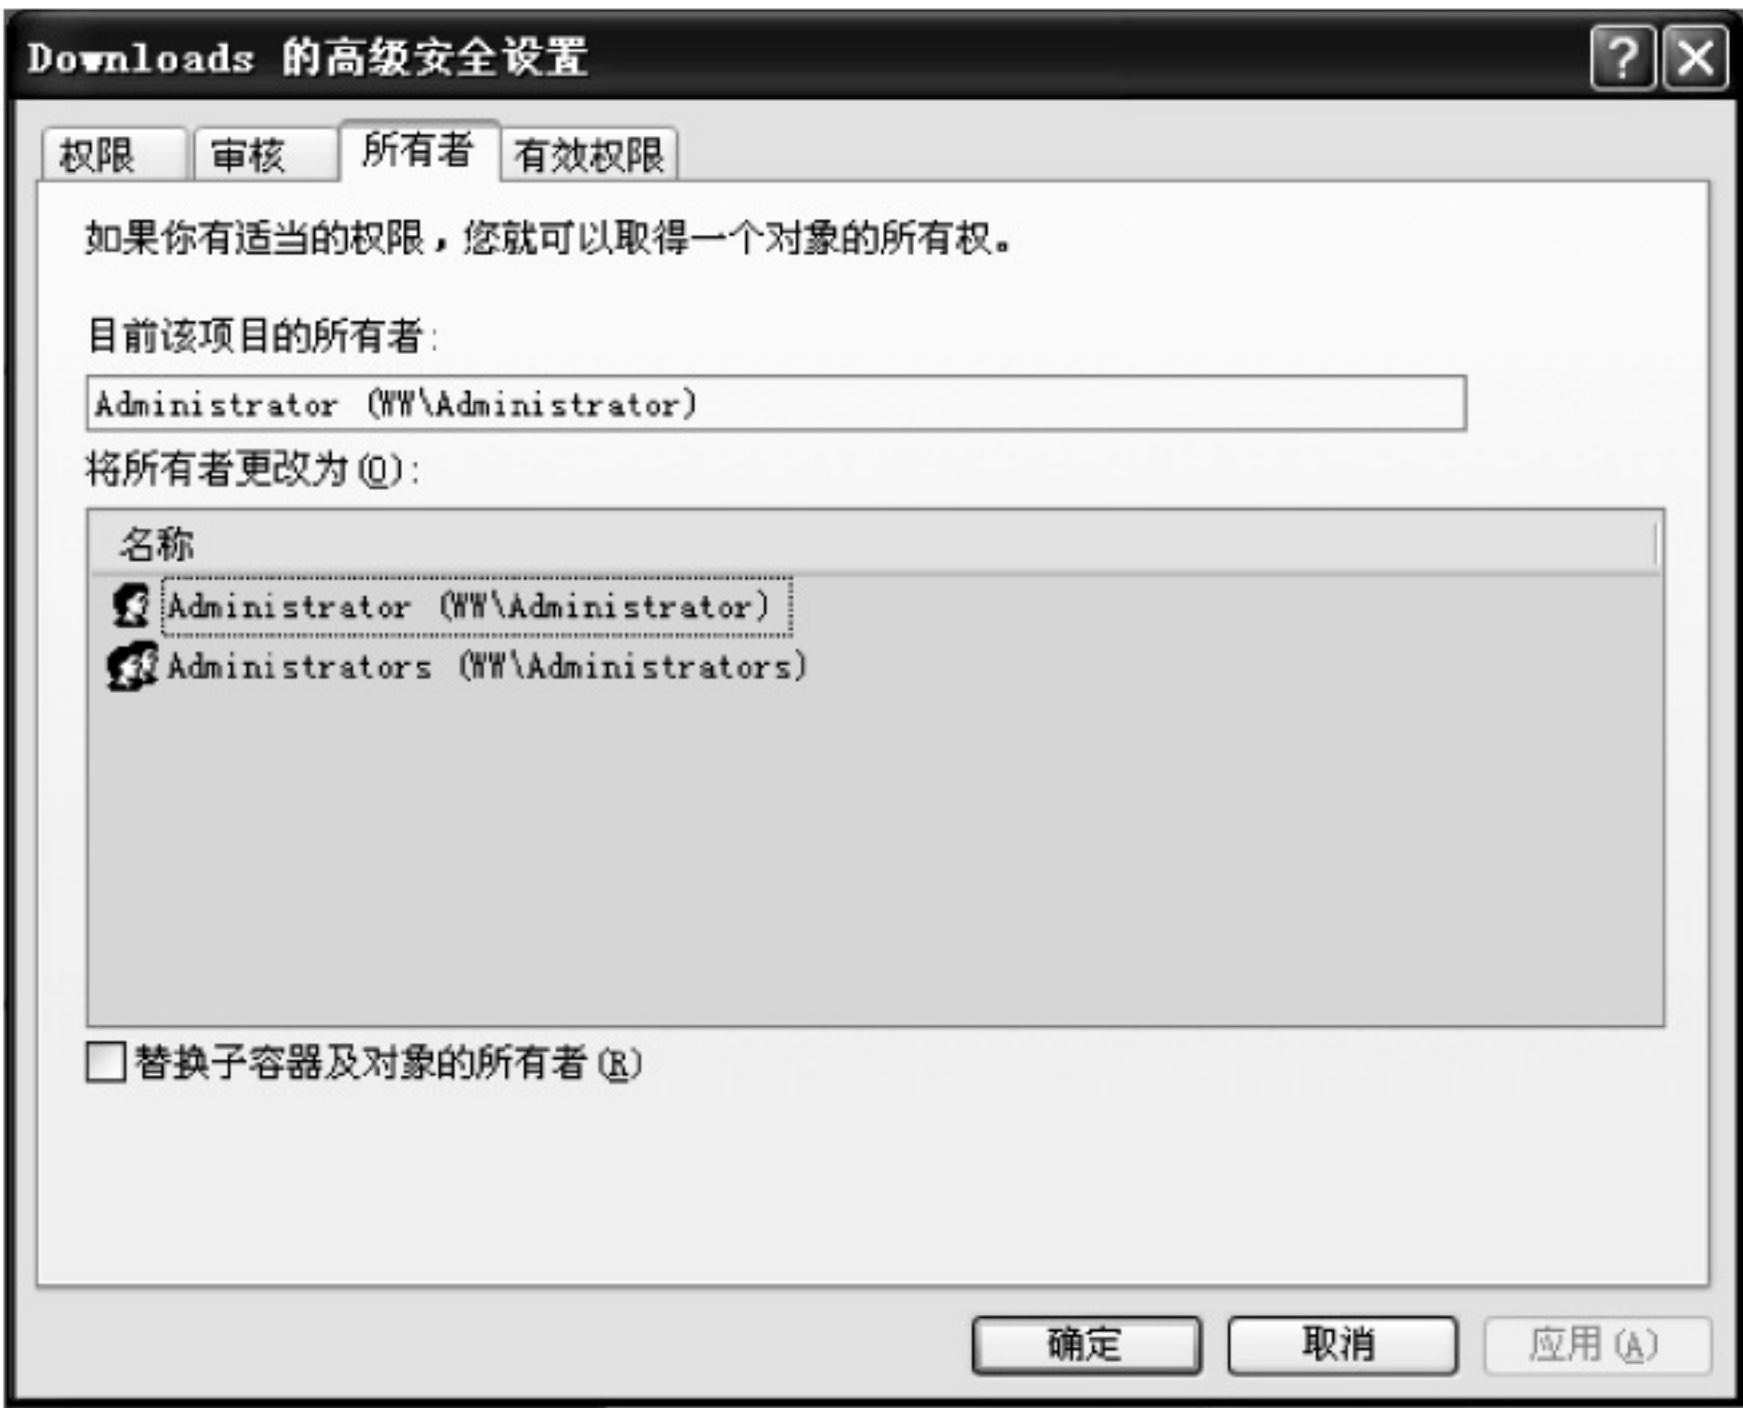 Downloads 的高级安全设置
权限 审核 所有者 有效权限
如果你有适当的权限，您就可以取得一个对象的所有权。
目前该项目的所有者:
Administrator (WW\Administrator)
将所有者更改为(O):
名称
Administrator (WW\Administrator)
Administrators (WW\Administrators)
替换子容器及对象的所有者(R)
确定 取消 应用(A)